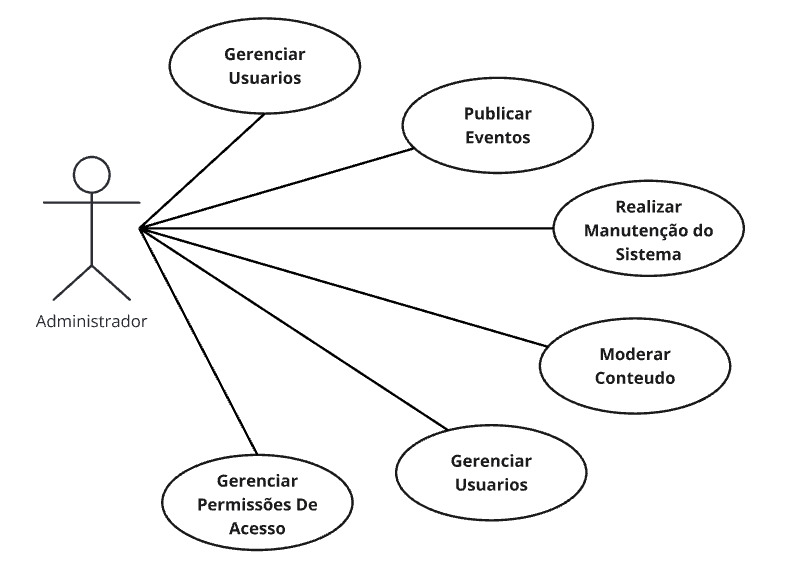 Gerenciar
Usuarios
Publicar
Eventos
Realizar
Manutenção do
Sistema
Administrador
Moderar
Conteudo
Gerenciar
Usuarios
Gerenciar
Permissões De
Acesso